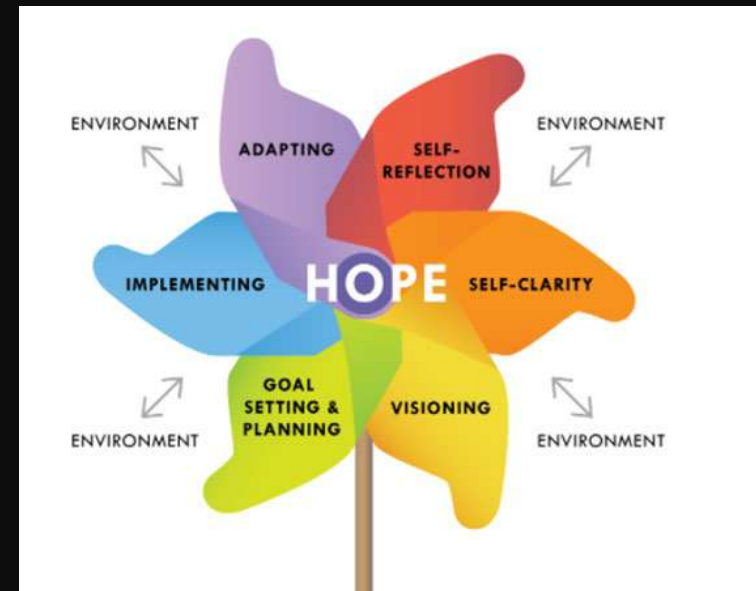 ENVIRONMENT
ENVIRONMENT
ADAPTING
SELF-
REFLECTION
IMPLEMENTING
HOPE
SELF-CLARITY
GOAL
SETTING &
PLANNING
VISIONING
ENVIRONMENT
ENVIRONMENT